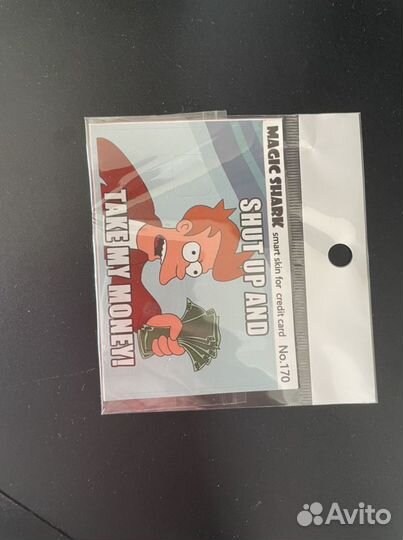 MAGIC SHARK
smart skin for credit card No.170
SHUT UP AND
TAKE MY MONEY!
Avito